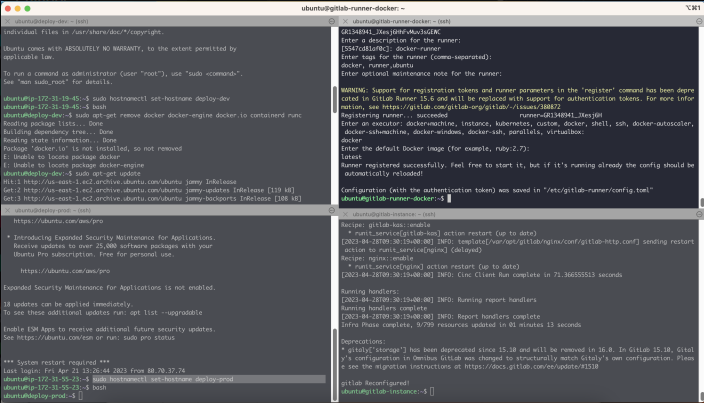 ubuntu@gitlab-runner-docker: ~ (ssh)
⌥⌘1
ubuntu@deploy-dev: ~ (ssh)
individual files in /usr/share/doc/*/copyright.
Ubuntu comes with ABSOLUTELY NO WARRANTY, to the extent permitted by
applicable law.
To run a command as administrator (user "root"), use "sudo <command>".
See "man sudo_root" for details.
ubuntu@ip-172-31-19-45:~$ sudo hostnamectl set-hostname deploy-dev
ubuntu@ip-172-31-19-45:~$ bash
ubuntu@deploy-dev:~$ sudo apt-get remove docker docker-engine docker.io containerd runc
Reading package lists... Done
Building dependency tree... Done
Reading state information... Done
Package 'docker.io' is not installed, so not removed
E: Unable to locate package docker
E: Unable to locate package docker-engine
ubuntu@deploy-dev:~$ sudo apt-get update
Hit:1 http://us-east-1.ec2.archive.ubuntu.com/ubuntu jammy InRelease
Get:2 http://us-east-1.ec2.archive.ubuntu.com/ubuntu jammy-updates InRelease [119 kB]
Get:3 http://us-east-1.ec2.archive.ubuntu.com/ubuntu jammy-backports InRelease [108 kB]
ubuntu@gitlab-runner-docker: ~ (ssh)
GR1348941_JXesj6HhFvMuv3sGEWC
Enter a description for the runner:
[5547cd81df0c]: docker-runner
Enter tags for the runner (comma-separated):
docker, runner,ubuntu
Enter optional maintenance note for the runner:
WARNING: Support for registration tokens and runner parameters in the 'register' command has been depre
cated in GitLab Runner 15.6 and will be replaced with support for authentication tokens. For more infor
mation, see https://gitlab.com/gitlab-org/gitlab/-/issues/380872
Registering runner... succeeded runner=GR1348941_JXesj6H
Enter an executor: docker+machine, instance, kubernetes, custom, docker, shell, ssh, docker-autoscaler,
docker-ssh+machine, docker-windows, docker-ssh, parallels, virtualbox:
docker
Enter the default Docker image (for example, ruby:2.7):
latest
Runner registered successfully. Feel free to start it, but if it's running already the config should be
automatically reloaded!
Configuration (with the authentication token) was saved in "/etc/gitlab-runner/config.toml"
ubuntu@gitlab-runner-docker:~$
ubuntu@deploy-prod: ~ (ssh)
https://ubuntu.com/aws/pro
* Introducing Expanded Security Maintenance for Applications.
Receive updates to over 25,000 software packages with your
Ubuntu Pro subscription. Free for personal use.
https://ubuntu.com/aws/pro
Expanded Security Maintenance for Applications is not enabled.
18 updates can be applied immediately.
To see these additional updates run: apt list --upgradable
Enable ESM Apps to receive additional future security updates.
See https://ubuntu.com/esm or run: sudo pro status
*** System restart required ***
Last login: Fri Apr 21 13:26:44 2023 from 80.70.37.74
ubuntu@ip-172-31-55-23:~$ sudo hostnamectl set-hostname deploy-prod
ubuntu@ip-172-31-55-23:~$ bash
ubuntu@deploy-prod:~$
ubuntu@gitlab-instance: ~ (ssh)
Recipe: gitlab-kas::enable
* runit_service[gitlab-kas] action restart (up to date)
[2023-04-28T09:30:19+00:00] INFO: template[/var/opt/gitlab/nginx/conf/gitlab-http.conf] sending restart
action to runit_service[nginx] (delayed)
Recipe: nginx::enable
* runit_service[nginx] action restart (up to date)
[2023-04-28T09:30:19+00:00] INFO: Cinc Client Run complete in 71.366555513 seconds
Running handlers:
[2023-04-28T09:30:19+00:00] INFO: Running report handlers
Running handlers complete
[2023-04-28T09:30:19+00:00] INFO: Report handlers complete
Infra Phase complete, 9/799 resources updated in 01 minutes 13 seconds
Deprecations:
* gitaly['storage'] has been deprecated since 15.10 and will be removed in 16.0. In GitLab 15.10, Gital
y's configuration in Omnibus GitLab was changed to structurally match Gitaly's own configuration. Pleas
e see the migration instructions at https://docs.gitlab.com/ee/update/#1510
gitlab Reconfigured!
ubuntu@gitlab-instance:~$